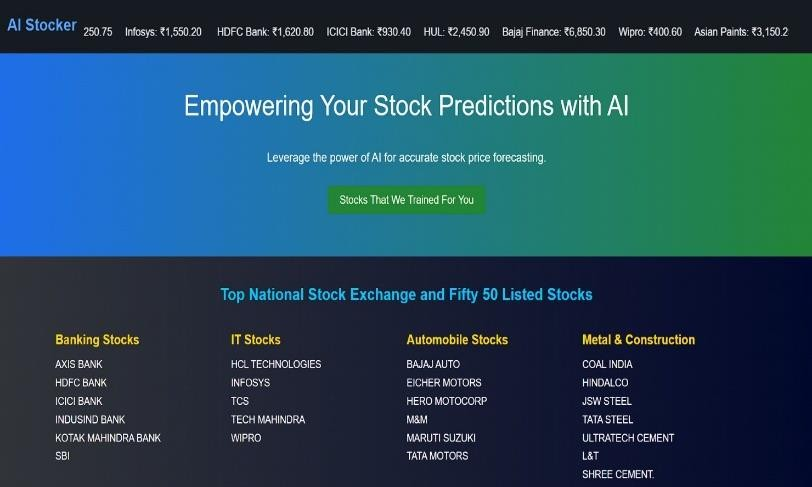 AI Stocker 250.75 Infosys: ₹1,550.20 HDFC Bank: ₹1,620.80 ICICI Bank: ₹930.40 HUL: ₹2,450.90 Bajaj Finance: ₹6,850.30 Wipro: ₹400.60 Asian Paints: ₹3,150.2
Empowering Your Stock Predictions with AI
Leverage the power of AI for accurate stock price forecasting.
Stocks That We Trained For You
Top National Stock Exchange and Fifty 50 Listed Stocks
Banking Stocks
AXIS BANK
HDFC BANK
ICICI BANK
INDUSIND BANK
KOTAK MAHINDRA BANK
SBI
IT Stocks
HCL TECHNOLOGIES
INFOSYS
TCS
TECH MAHINDRA
WIPRO
Automobile Stocks
BAJAJ AUTO
EICHER MOTORS
HERO MOTOCORP
M&M
MARUTI SUZUKI
TATA MOTORS
Metal & Construction
COAL INDIA
HINDALCO
JSW STEEL
TATA STEEL
ULTRATECH CEMENT
L&T
SHREE CEMENT.